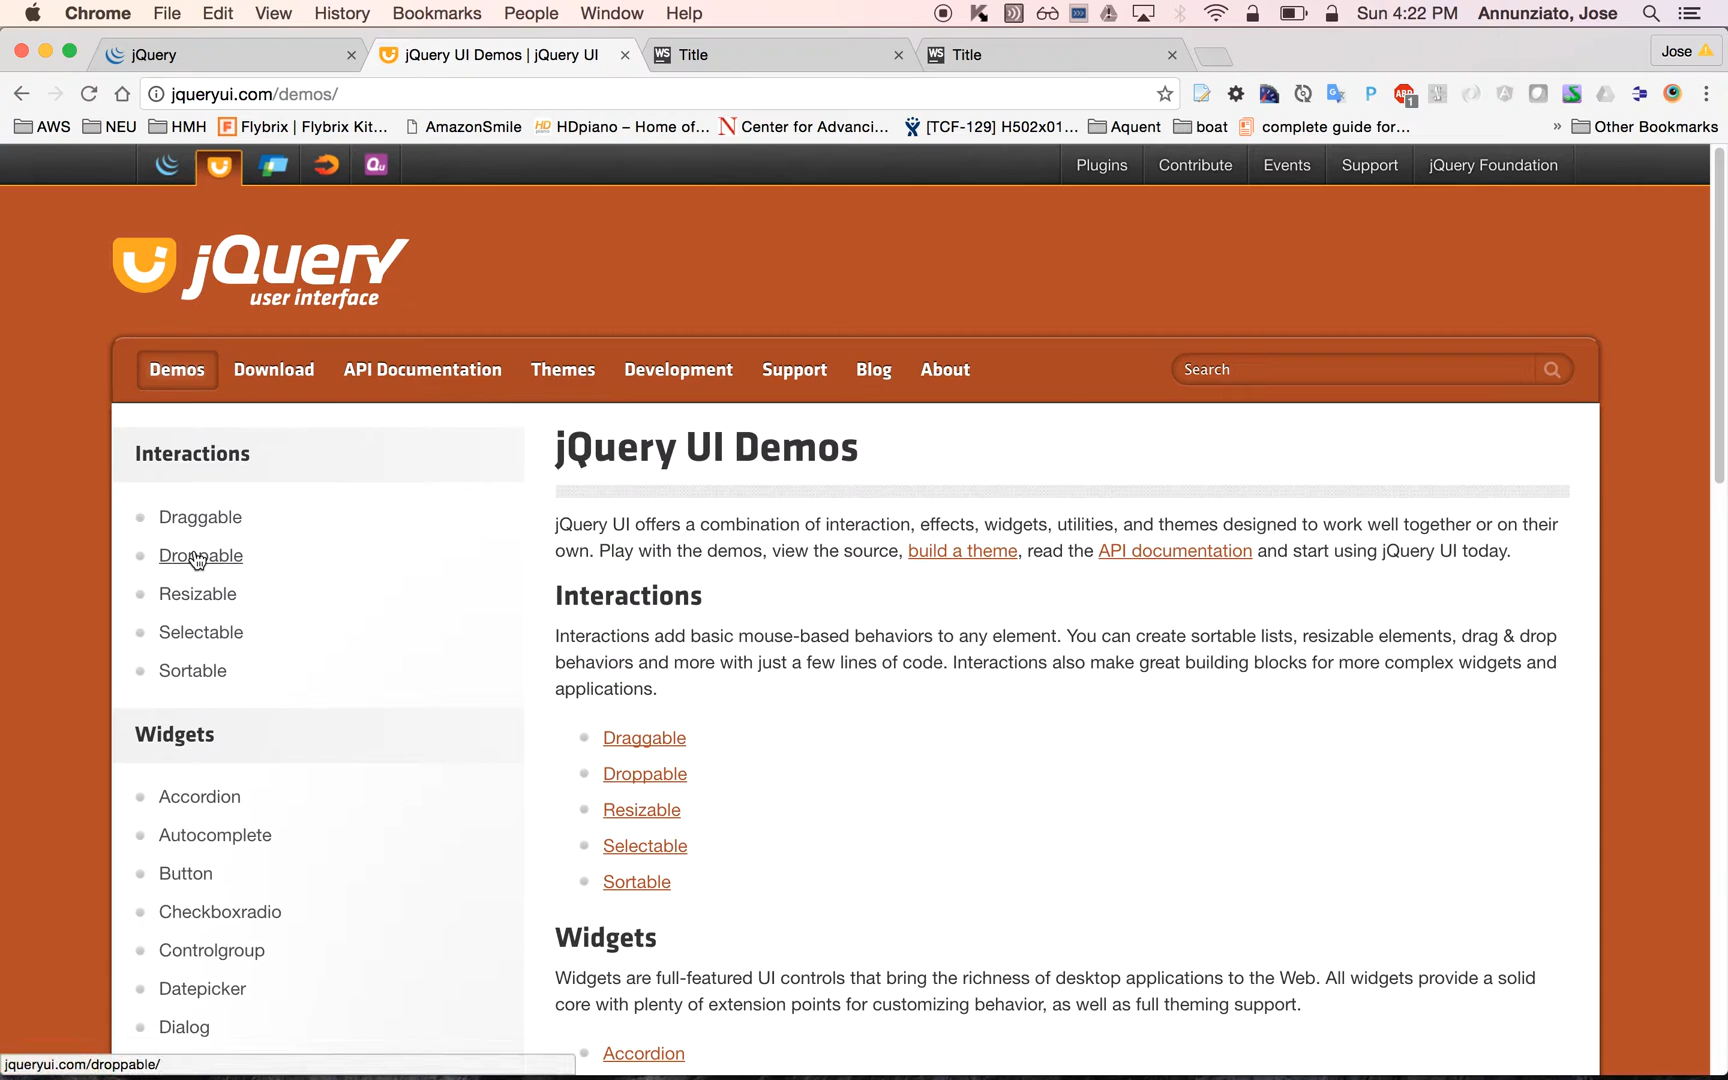 Chrome File Edit View History Bookmarks People Window Help Sun 4:22 PM Annunziato, Jose
jQuery jQuery UI Demos | jQuery UI WS Title WS Title Jose
jqueryui.com/demos/
AWS NEU HMH Flybrix | Flybrix Kit... AmazonSmile HDpiano – Home of... Center for Advanci... [TCF-129] H502x01... Aquent boat complete guide for... » Other Bookmarks
Plugins Contribute Events Support jQuery Foundation
jQuery
user interface
Demos Download API Documentation Themes Development Support Blog About Search
Interactions
Draggable
Droppable
Resizable
Selectable
Sortable
Widgets
Accordion
Autocomplete
Button
Checkboxradio
Controlgroup
Datepicker
Dialog
jQuery UI Demos
jQuery UI offers a combination of interaction, effects, widgets, utilities, and themes designed to work well together or on their
own. Play with the demos, view the source, build a theme, read the API documentation and start using jQuery UI today.
Interactions
Interactions add basic mouse-based behaviors to any element. You can create sortable lists, resizable elements, drag & drop
behaviors and more with just a few lines of code. Interactions also make great building blocks for more complex widgets and
applications.
Draggable
Droppable
Resizable
Selectable
Sortable
Widgets
Widgets are full-featured UI controls that bring the richness of desktop applications to the Web. All widgets provide a solid
core with plenty of extension points for customizing behavior, as well as full theming support.
Accordion
jqueryui.com/droppable/